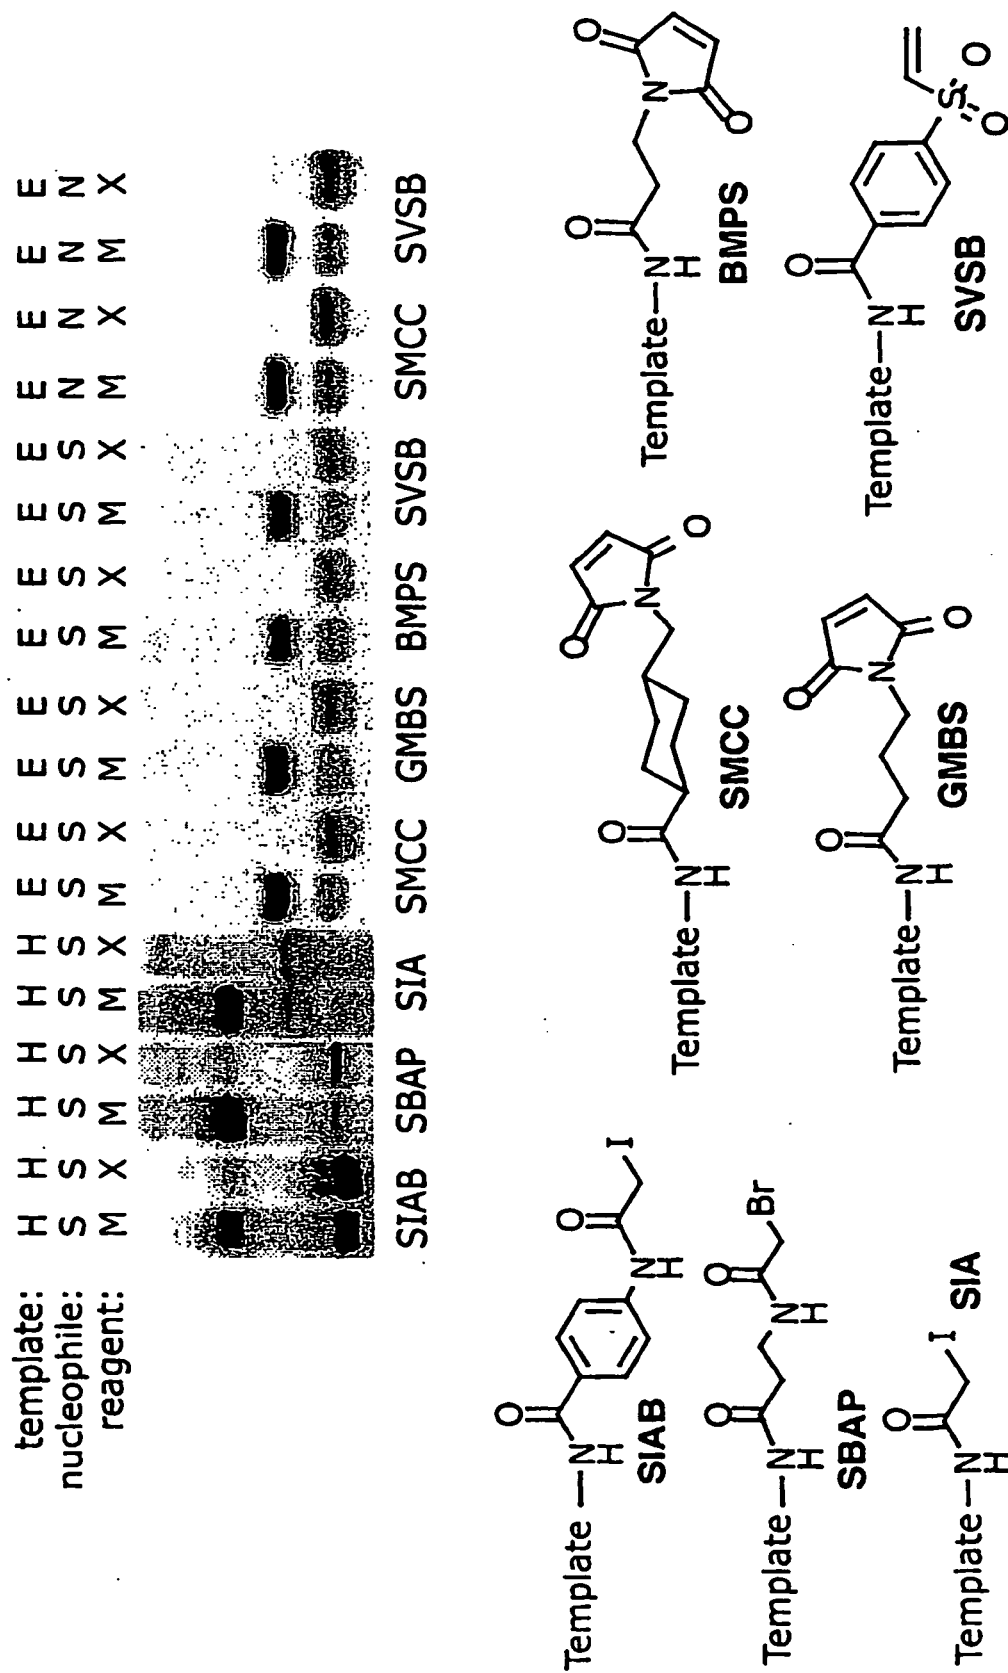 template: H H H H H H E E E E E E E E E E E E
nucleophile: S S S S S S S S S S S S S S N N N N
reagent: M X M X M X M X M X M X M X M X M X
SIAB SBAP SIA SMCC GMBS BMPS SVSB SMCC SVSB
Template—N H O N H O I
SIAB
Template—N H O N H O Br
SBAP
Template—N H O I
SIA
Template—N H O N O O
SMCC
Template—N H O N O O
GMBS
Template—N H O N O O
BMPS
Template—N H O S O O
SVSB